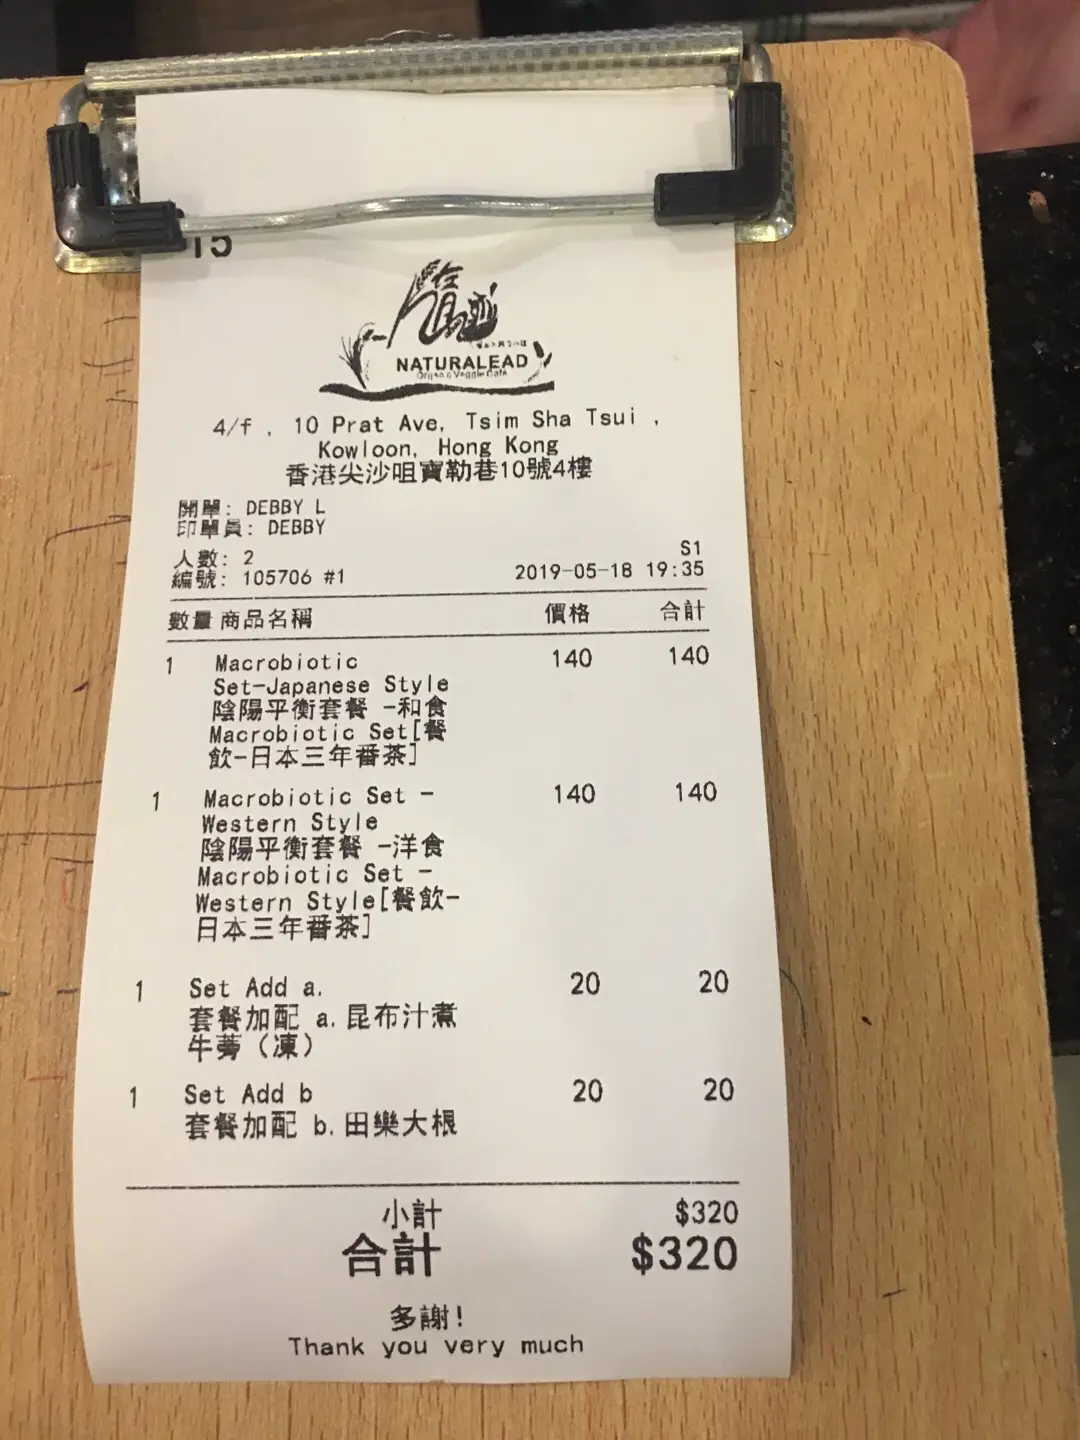 15
NATURALEAD
Organic Veggie Cafe
4/f , 10 Prat Ave, Tsim Sha Tsui ,
Kowloon, Hong Kong
香港尖沙咀寶勒巷10號4樓
開單: DEBBY L
印單員: DEBBY
人數: 2
S1
編號: 105706 #1 2019-05-18 19:35
數量 商品名稱 價格 合計
1 Macrobiotic 140 140
Set-Japanese Style
陰陽平衡套餐 -和食
Macrobiotic Set[餐
飲-日本三年番茶]
1 Macrobiotic Set - 140 140
Western Style
陰陽平衡套餐 -洋食
Macrobiotic Set -
Western Style[餐飲-
日本三年番茶]
1 Set Add a. 20 20
套餐加配 a.昆布汁煮
牛蒡（凍）
1 Set Add b 20 20
套餐加配 b.田樂大根
小計 $320
合計 $320
多謝!
Thank you very much